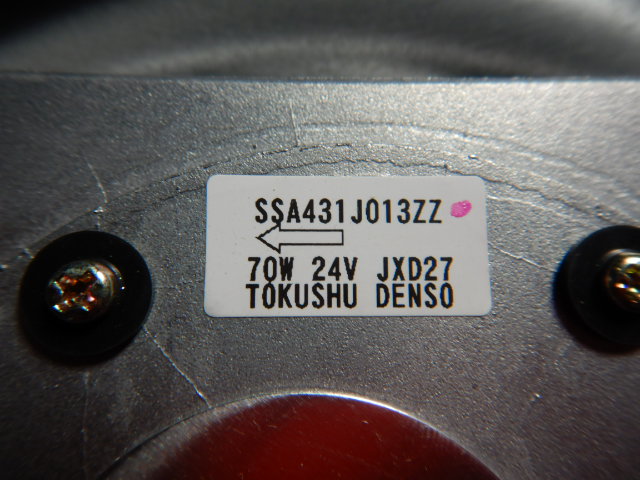 SSA431J013ZZ
70W 24V JXD27
TOKUSHU DENSO